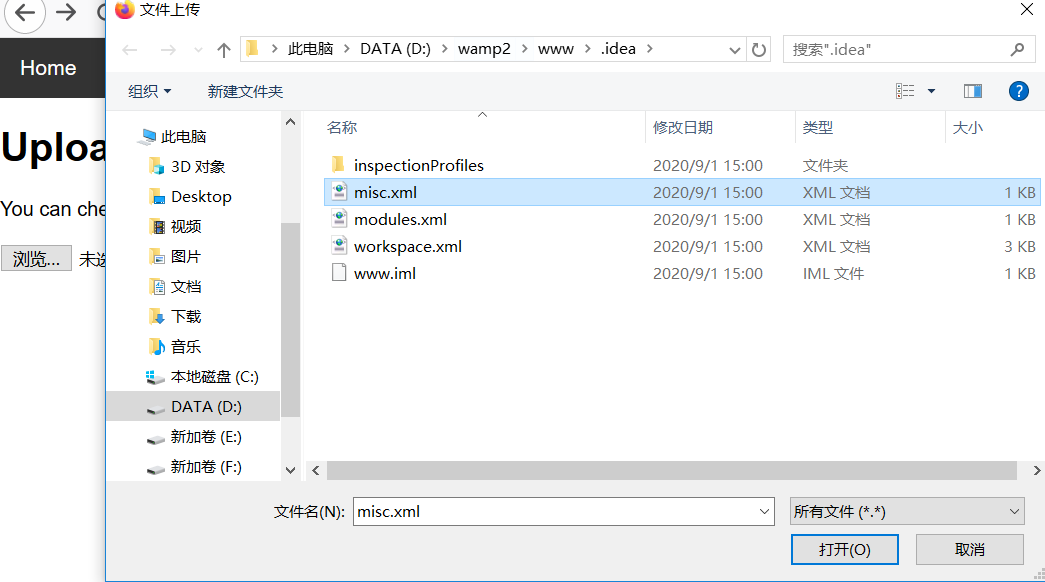 文件上传
此电脑 DATA (D:) wamp2 www .idea
搜索".idea"
Home
组织 新建文件夹
Uploa
You can che
浏览... 未选
此电脑
3D 对象
Desktop
视频
图片
文档
下载
音乐
本地磁盘 (C:)
DATA (D:)
新加卷 (E:)
新加卷 (F:)
名称 修改日期 类型 大小
inspectionProfiles 2020/9/1 15:00 文件夹
misc.xml 2020/9/1 15:00 XML 文档 1 KB
modules.xml 2020/9/1 15:00 XML 文档 1 KB
workspace.xml 2020/9/1 15:00 XML 文档 3 KB
www.iml 2020/9/1 15:00 IML 文件 1 KB
文件名(N): misc.xml 所有文件 (*.*)
打开(O) 取消